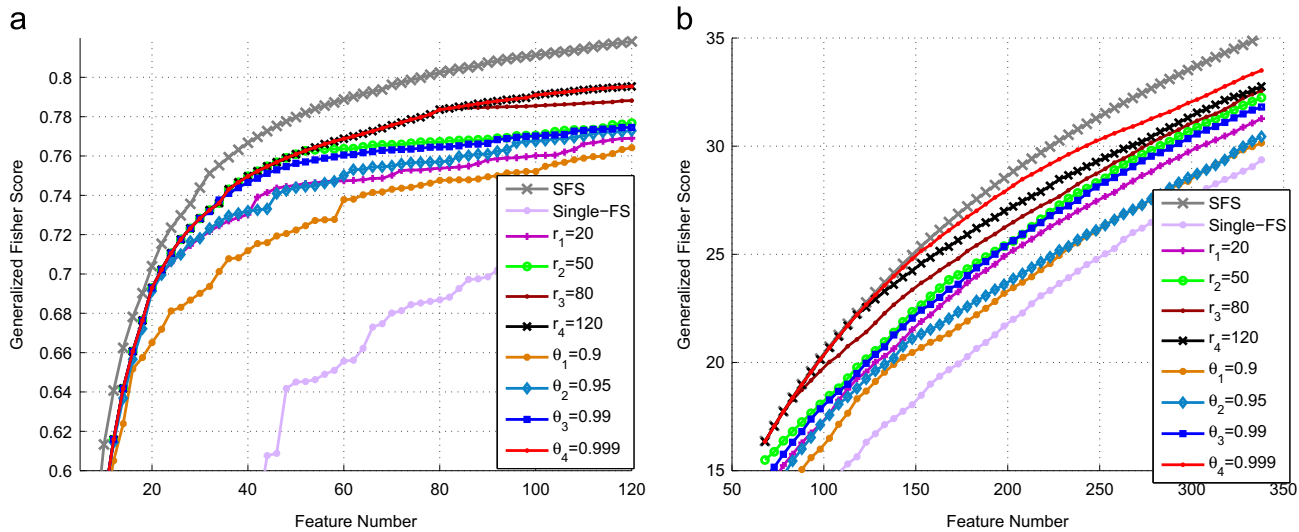 a
Generalized Fisher Score
0.8
0.78
0.76
0.74
0.72
0.7
0.68
0.66
0.64
0.62
0.6
20
40
60
80
100
120
Feature Number
SFS
Single−FS
r1=20
r2=50
r3=80
r4=120
θ1=0.9
θ2=0.95
θ3=0.99
θ4=0.999
b
Generalized Fisher Score
35
30
25
20
15
50
100
150
200
250
300
350
Feature Number
SFS
Single−FS
r1=20
r2=50
r3=80
r4=120
θ1=0.9
θ2=0.95
θ3=0.99
θ4=0.999